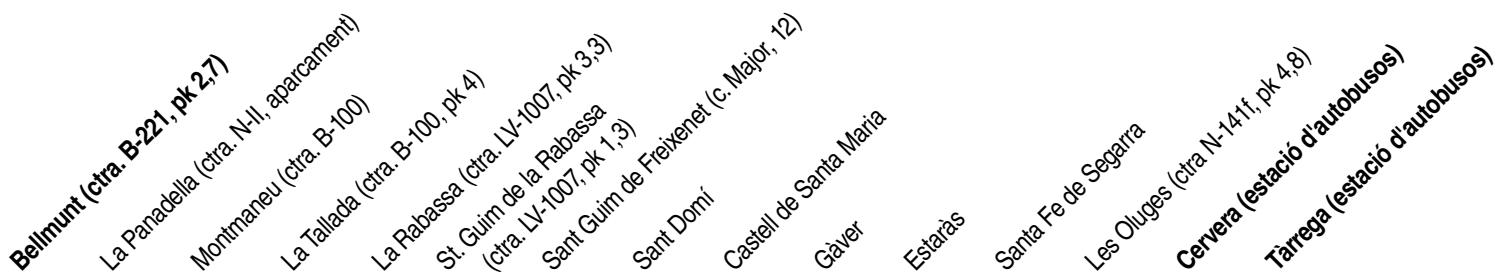 Bellmunt (ctra. B-221, pk 2,7)
La Panadella (ctra. N-II, aparcament)
Montmaneu (ctra. B-100)
La Tallada (ctra. B-100, pk 4)
La Rabassa (ctra. LV-1007, pk 3,3)
St. Guim de la Rabassa
(ctra. LV-1007, pk 1,3)
Sant Guim de Freixenet (c. Major, 12)
Sant Domí
Castell de Santa Maria
Gàver
Estaràs
Santa Fe de Segarra
Les Oluges (ctra N-141f, pk 4,8)
Cervera (estació d'autobusos)
Tàrrega (estació d'autobusos)